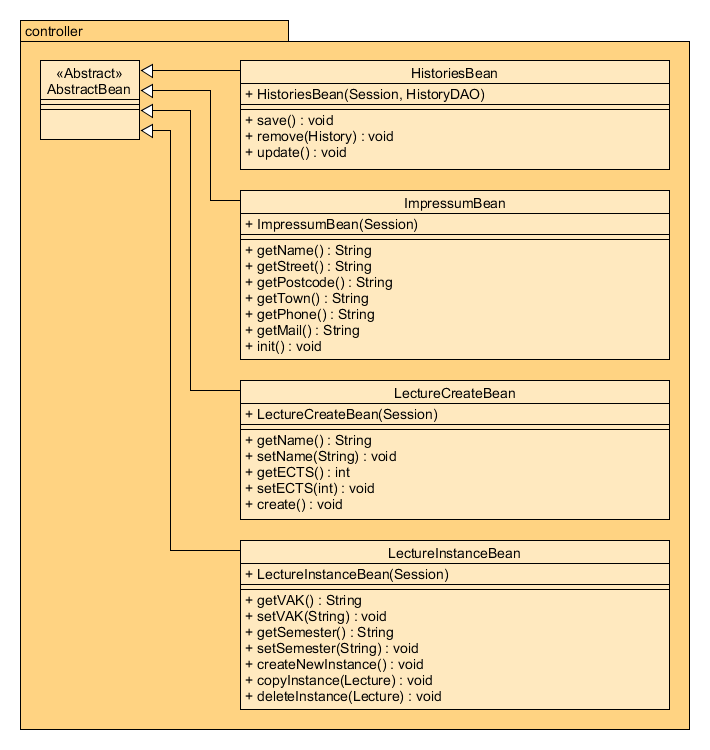 controller
«Abstract»
AbstractBean
HistoriesBean
+ HistoriesBean(Session, HistoryDAO)
+ save() : void
+ remove(History) : void
+ update() : void
ImpressumBean
+ ImpressumBean(Session)
+ getName() : String
+ getStreet() : String
+ getPostcode() : String
+ getTown() : String
+ getPhone() : String
+ getMail() : String
+ init() : void
LectureCreateBean
+ LectureCreateBean(Session)
+ getName() : String
+ setName(String) : void
+ getECTS() : int
+ setECTS(int) : void
+ create() : void
LectureInstanceBean
+ LectureInstanceBean(Session)
+ getVAK() : String
+ setVAK(String) : void
+ getSemester() : String
+ setSemester(String) : void
+ createNewInstance() : void
+ copyInstance(Lecture) : void
+ deleteInstance(Lecture) : void